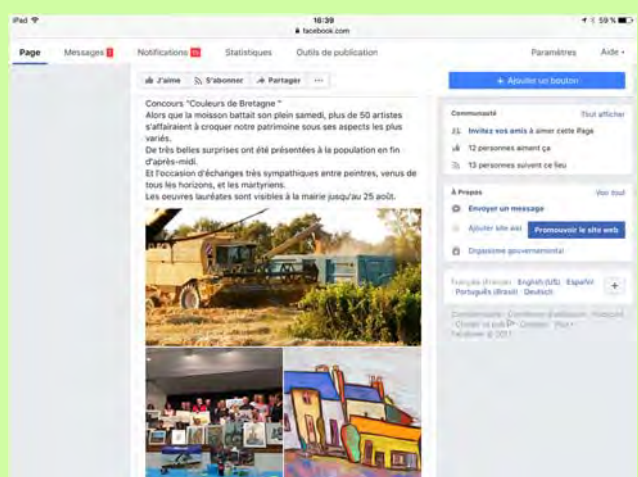 iPad 16:39 59 %
facebook.com
Page Messages Notifications Statistiques Outils de publication Paramètres Aide
J'aime S'abonner Partager ...
+ Ajouter un bouton
Concours "Couleurs de Bretagne "
Alors que la moisson battait son plein samedi, plus de 50 artistes
s'affairaient à croquer notre patrimoine sous ses aspects les plus
variés.
De très belles surprises ont été présentées à la population en fin
d'après-midi.
Et l'occasion d'échanges très sympathiques entre peintres, venus de
tous les horizons, et les martyriens.
Les oeuvres lauréates sont visibles à la mairie jusqu'au 25 août.
Communauté Tout afficher
Invitez vos amis à aimer cette Page
12 personnes aiment ça
13 personnes suivent ce lieu
À Propos Voir tout
Envoyer un message
Ajouter site web Promouvoir le site web
Organisme gouvernemental
Français (France) · English (US) · Español
· Português (Brasil) · Deutsch
+
Facebook © 2017